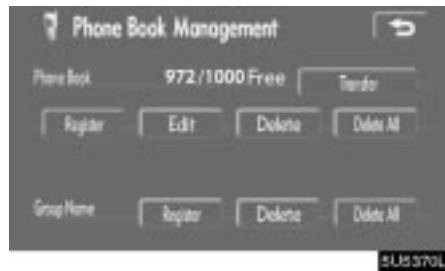 Phone Book Management
Phone Book 972/1000 Free Transfer
Register Edit Delete Delete All
Group Name Register Delete Delete All
5U5370L